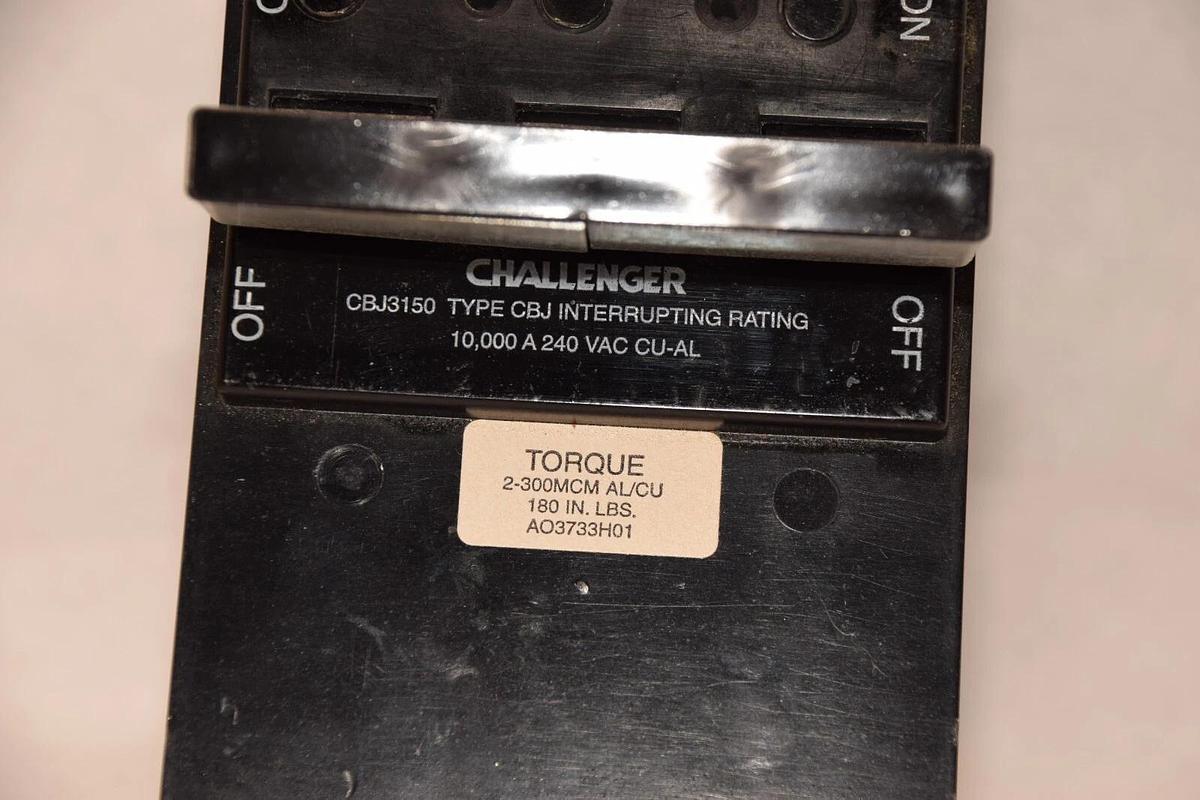 ON
OFF
CHALLENGER
CBJ3150 TYPE CBJ INTERRUPTING RATING
10,000 A 240 VAC CU-AL
OFF
TORQUE
2-300MCM AL/CU
180 IN. LBS.
AO3733H01